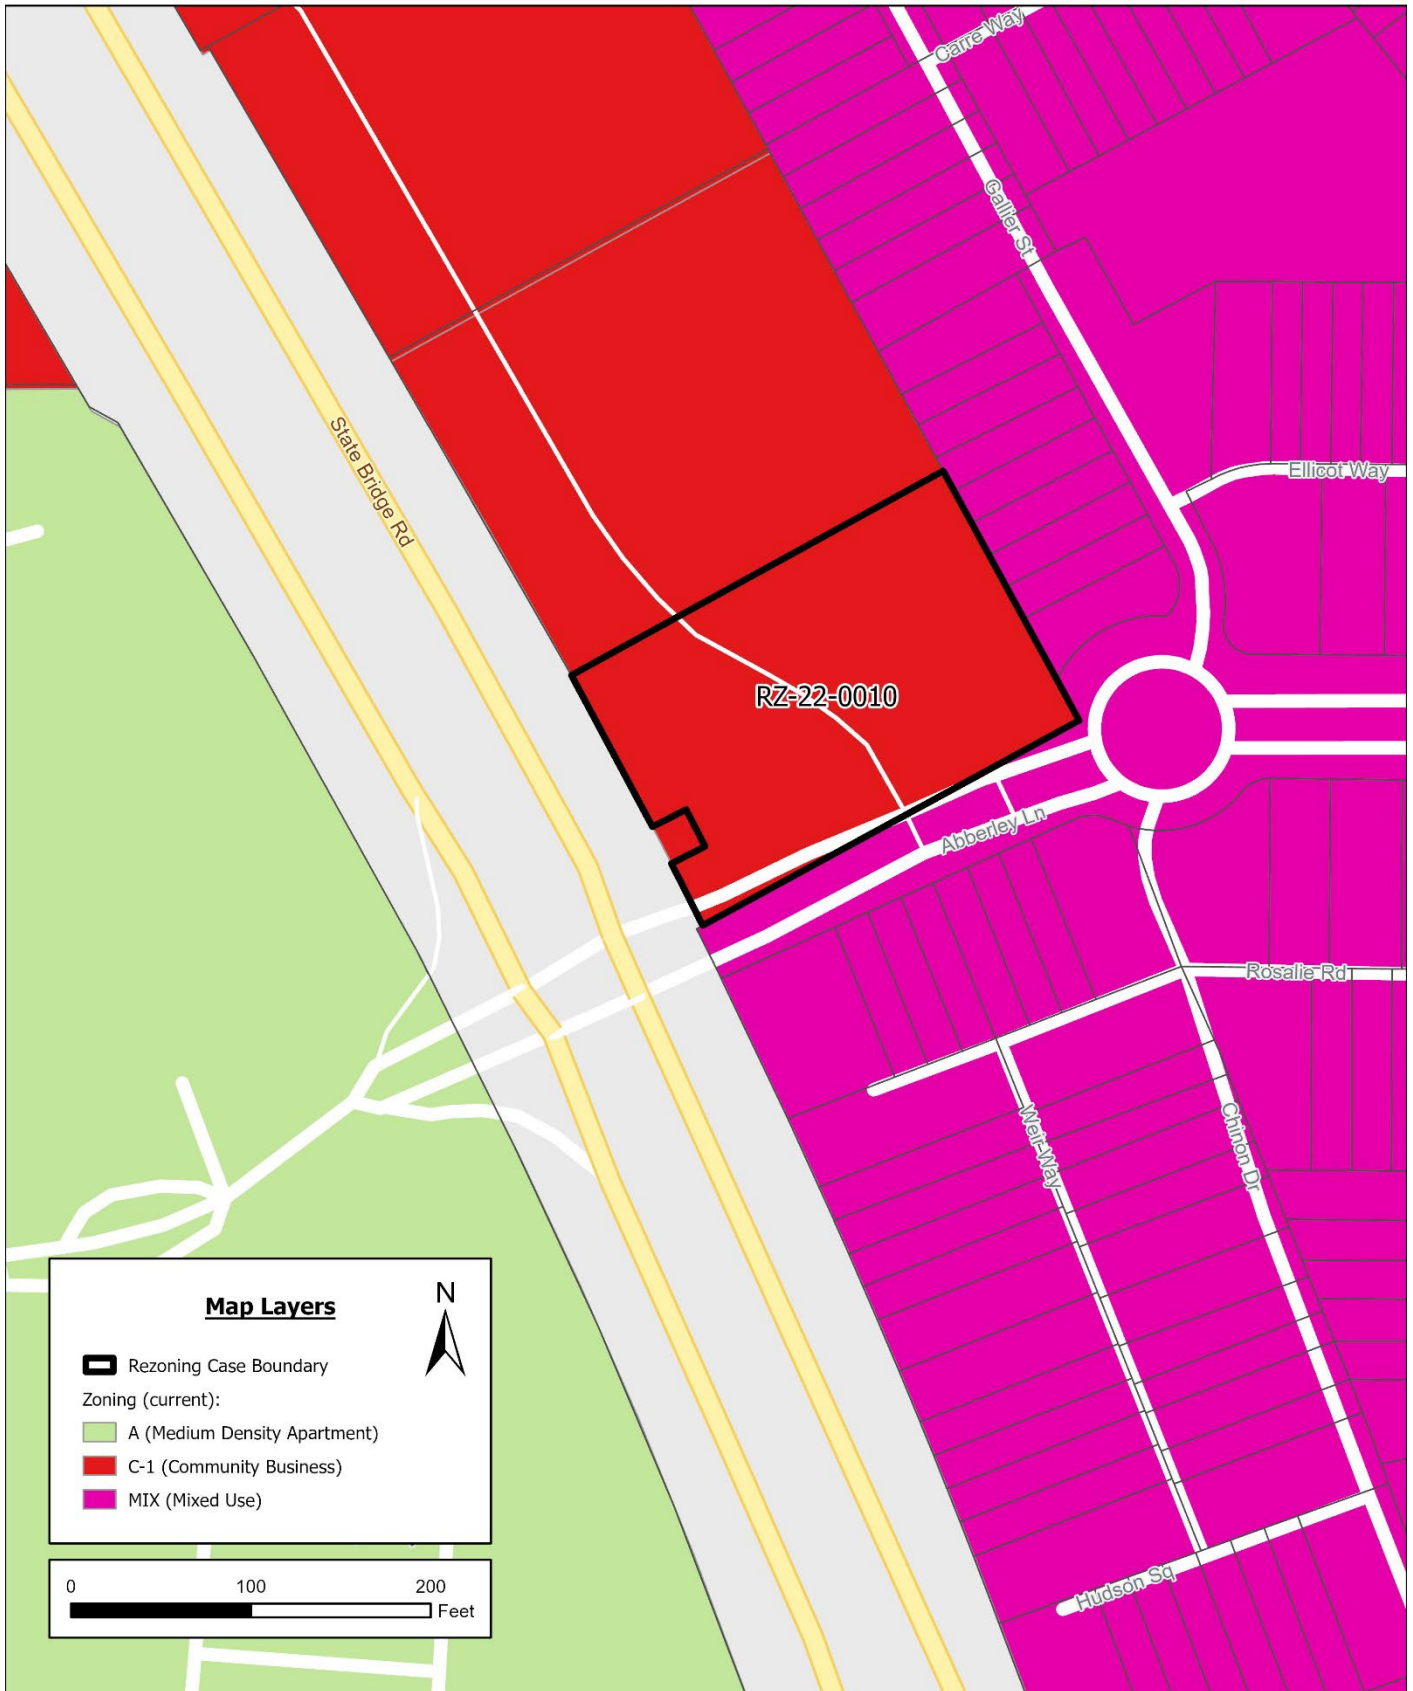 Carre Way
Gallier St
State Bridge Rd
Ellicot Way
RZ-22-0010
Abberley Ln
Rosalie Rd
Weir Way
Chinon Dr
Hudson Sq
Map Layers
N
Rezoning Case Boundary
Zoning (current):
A (Medium Density Apartment)
C-1 (Community Business)
MIX (Mixed Use)
0 100 200
Feet